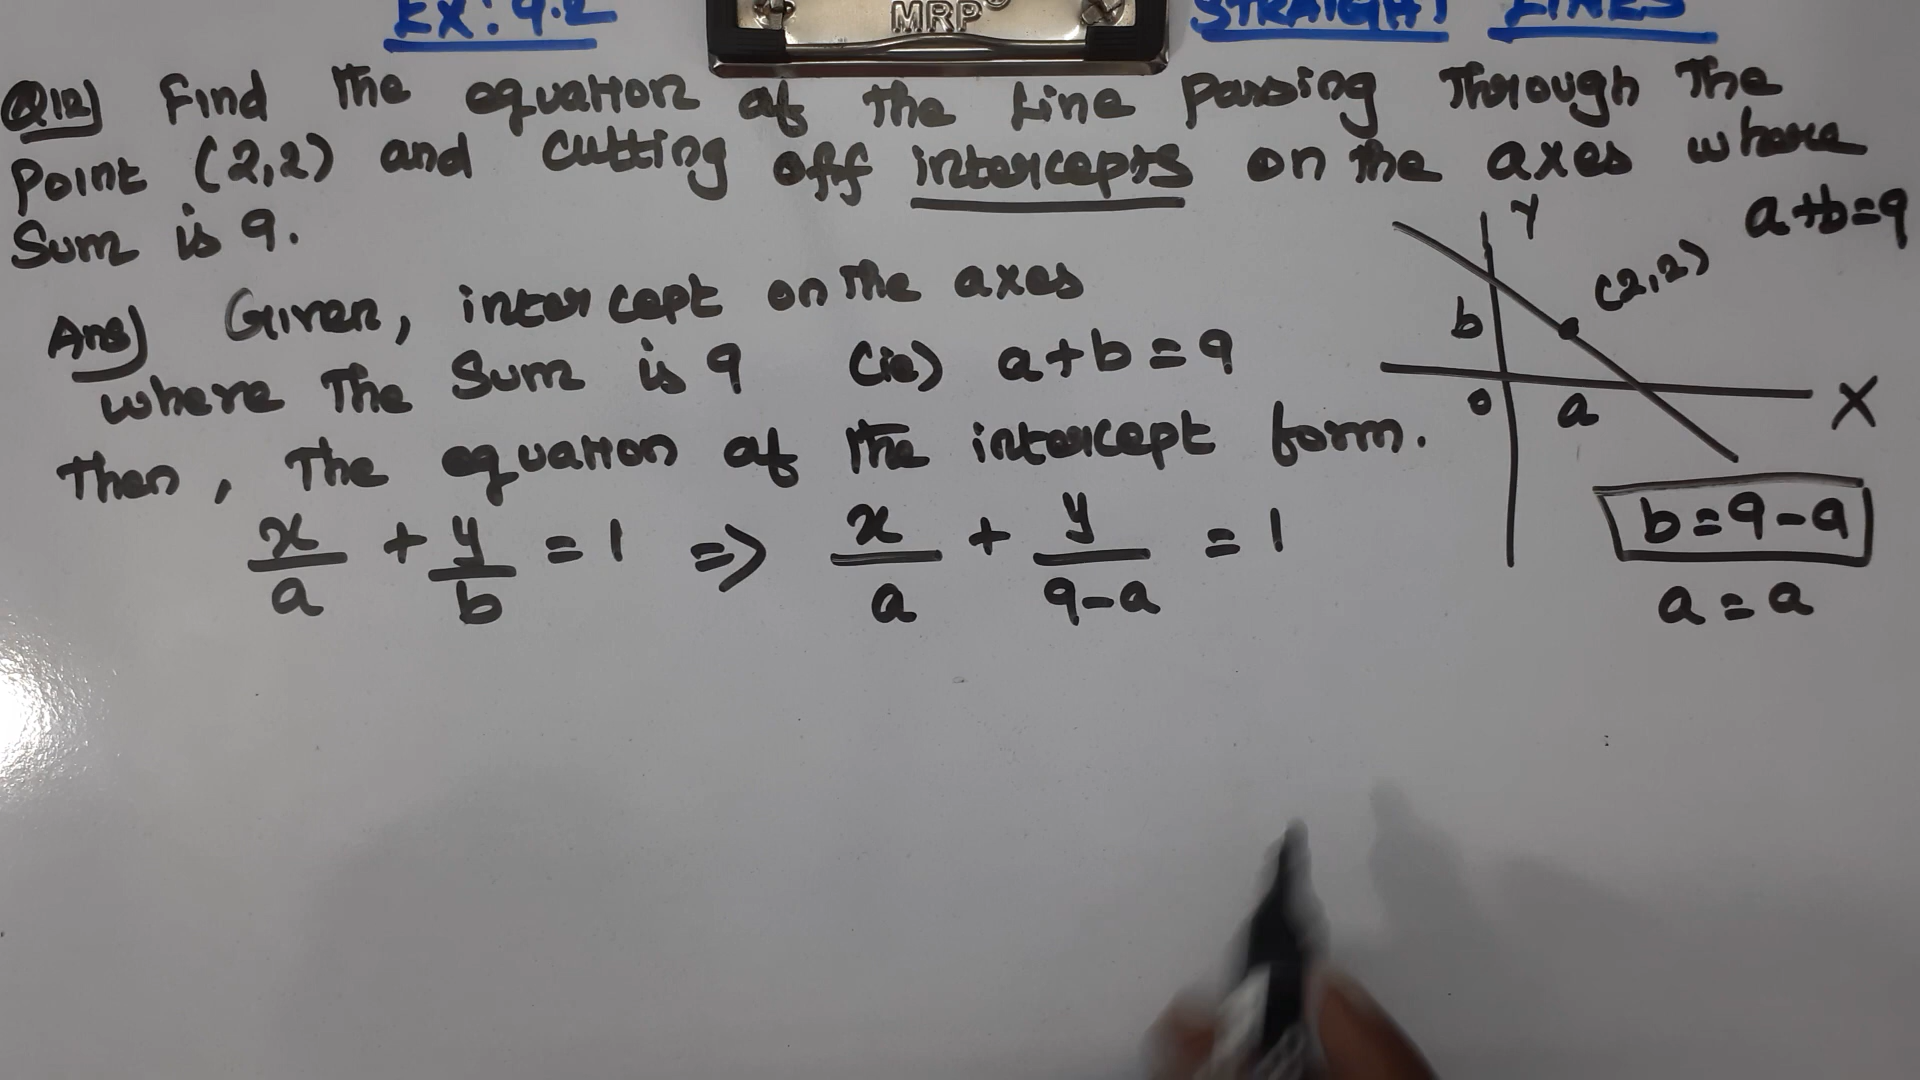 EX: 9.2
MRP
STRAIGHT LINES
Q12) Find the equation of the line passing through the
point (2,2) and cutting off intercepts on the axes where
sum is 9.
a+b=9
Y
(2,2)
b
0
a
X
b=9-a
a=a
Ans) Given, intercept on the axes
where the sum is 9 (ie) a+b=9
Then, the equation of the intercept form.
x/a + y/b = 1 => x/a + y/9-a = 1